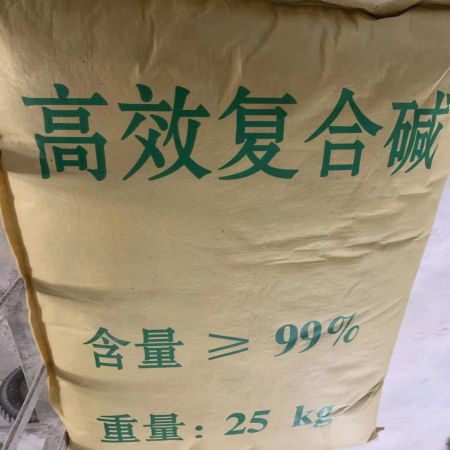 高效复合碱
含量 ≥ 99%
重量: 25 kg